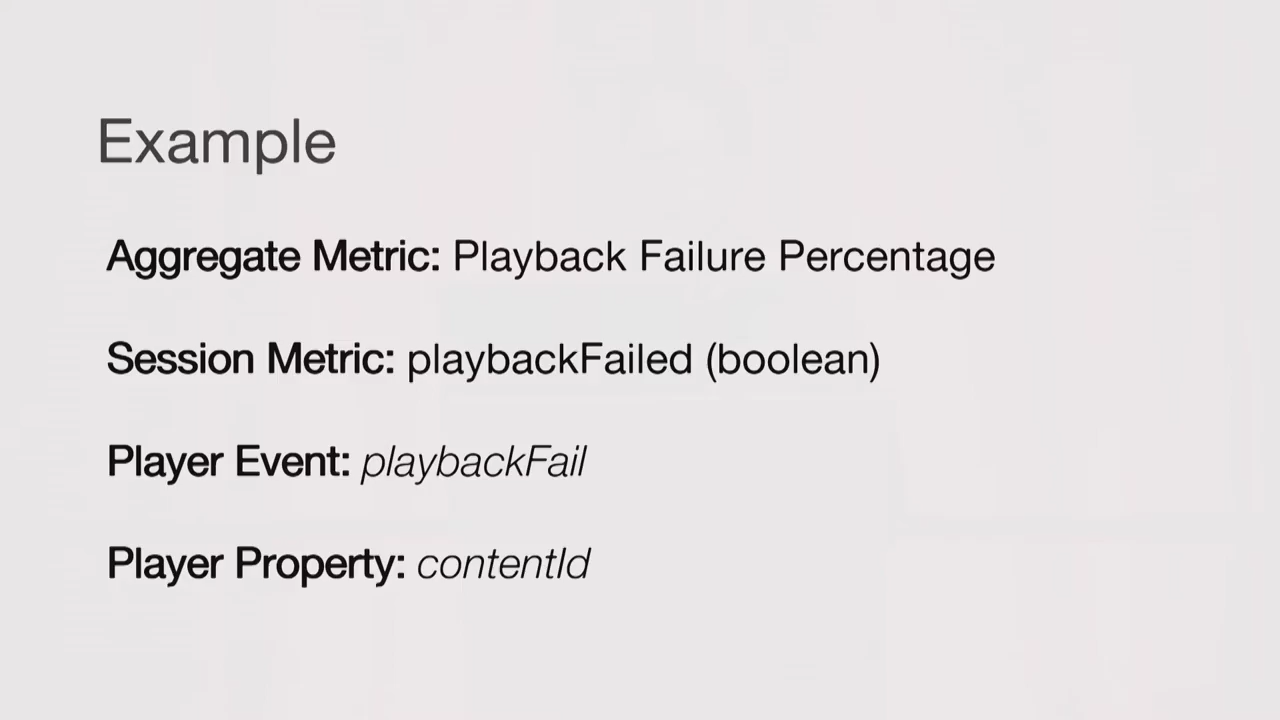 Example
Aggregate Metric: Playback Failure Percentage
Session Metric: playbackFailed (boolean)
Player Event: playbackFail
Player Property: contentId